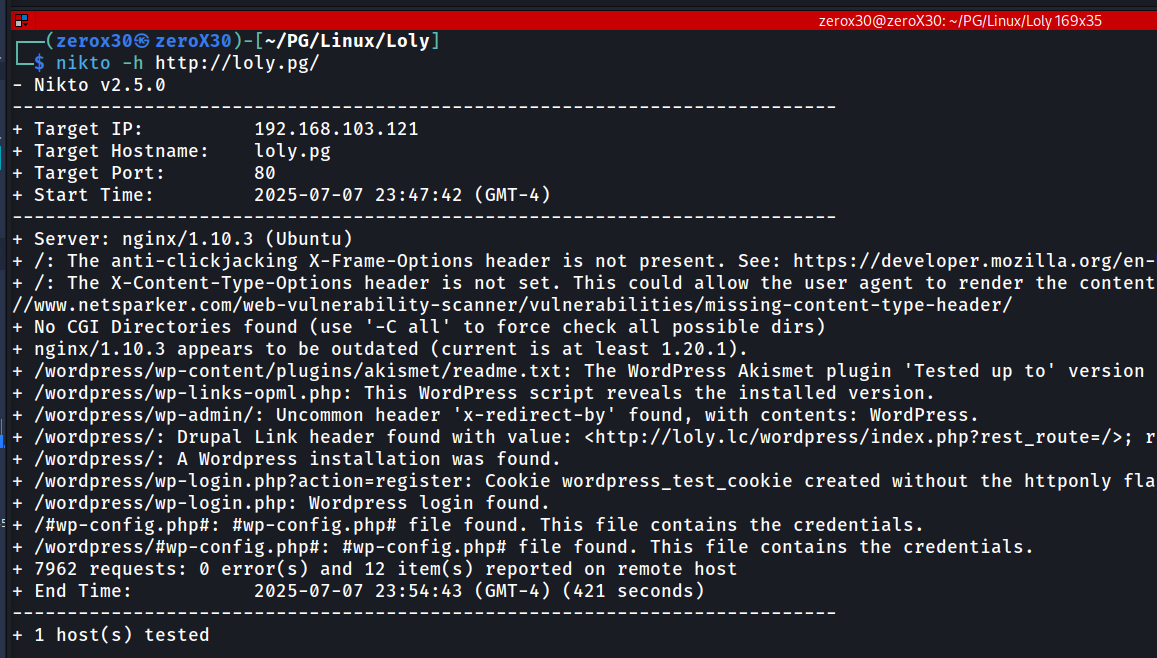 zerox30@zeroX30: ~/PG/Linux/Loly 169x35
┌──(zerox30㉿zeroX30)-[~/PG/Linux/Loly]
└─$ nikto -h http://loly.pg/
- Nikto v2.5.0
---------------------------------------------------------------------------
+ Target IP:          192.168.103.121
+ Target Hostname:    loly.pg
+ Target Port:        80
+ Start Time:         2025-07-07 23:47:42 (GMT-4)
---------------------------------------------------------------------------
+ Server: nginx/1.10.3 (Ubuntu)
+ /: The anti-clickjacking X-Frame-Options header is not present. See: https://developer.mozilla.org/en-
+ /: The X-Content-Type-Options header is not set. This could allow the user agent to render the content
//www.netsparker.com/web-vulnerability-scanner/vulnerabilities/missing-content-type-header/
+ No CGI Directories found (use '-C all' to force check all possible dirs)
+ nginx/1.10.3 appears to be outdated (current is at least 1.20.1).
+ /wordpress/wp-content/plugins/akismet/readme.txt: The WordPress Akismet plugin 'Tested up to' version
+ /wordpress/wp-links-opml.php: This WordPress script reveals the installed version.
+ /wordpress/wp-admin/: Uncommon header 'x-redirect-by' found, with contents: WordPress.
+ /wordpress/: Drupal Link header found with value: <http://loly.lc/wordpress/index.php?rest_route=/>; r
+ /wordpress/: A Wordpress installation was found.
+ /wordpress/wp-login.php?action=register: Cookie wordpress_test_cookie created without the httponly fla
+ /wordpress/wp-login.php: Wordpress login found.
+ /#wp-config.php#: #wp-config.php# file found. This file contains the credentials.
+ /wordpress/#wp-config.php#: #wp-config.php# file found. This file contains the credentials.
+ 7962 requests: 0 error(s) and 12 item(s) reported on remote host
+ End Time:           2025-07-07 23:54:43 (GMT-4) (421 seconds)
---------------------------------------------------------------------------
+ 1 host(s) tested